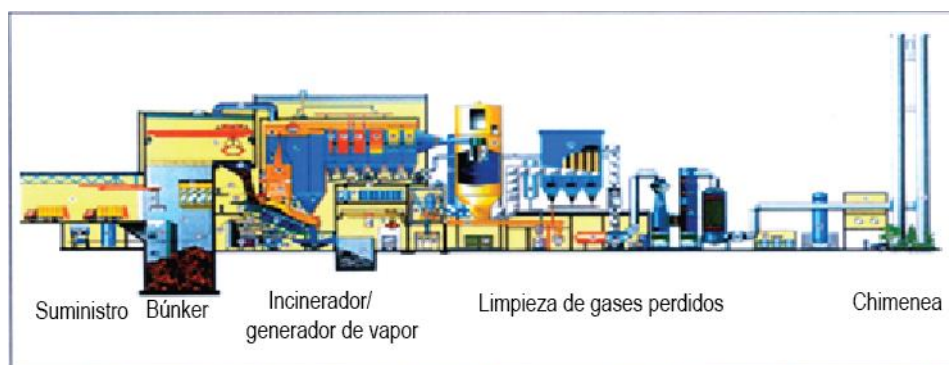 Suministro
Búnker
Incinerador/
generador de vapor
Limpieza de gases perdidos
Chimenea